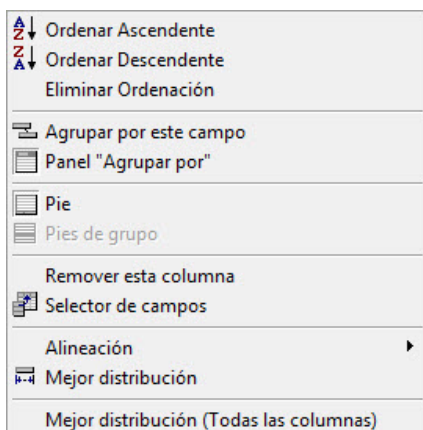 Ordenar Ascendente
Ordenar Descendente
Eliminar Ordenación
Agrupar por este campo
Panel "Agrupar por"
Pie
Pies de grupo
Remover esta columna
Selector de campos
Alineación
Mejor distribución
Mejor distribución (Todas las columnas)